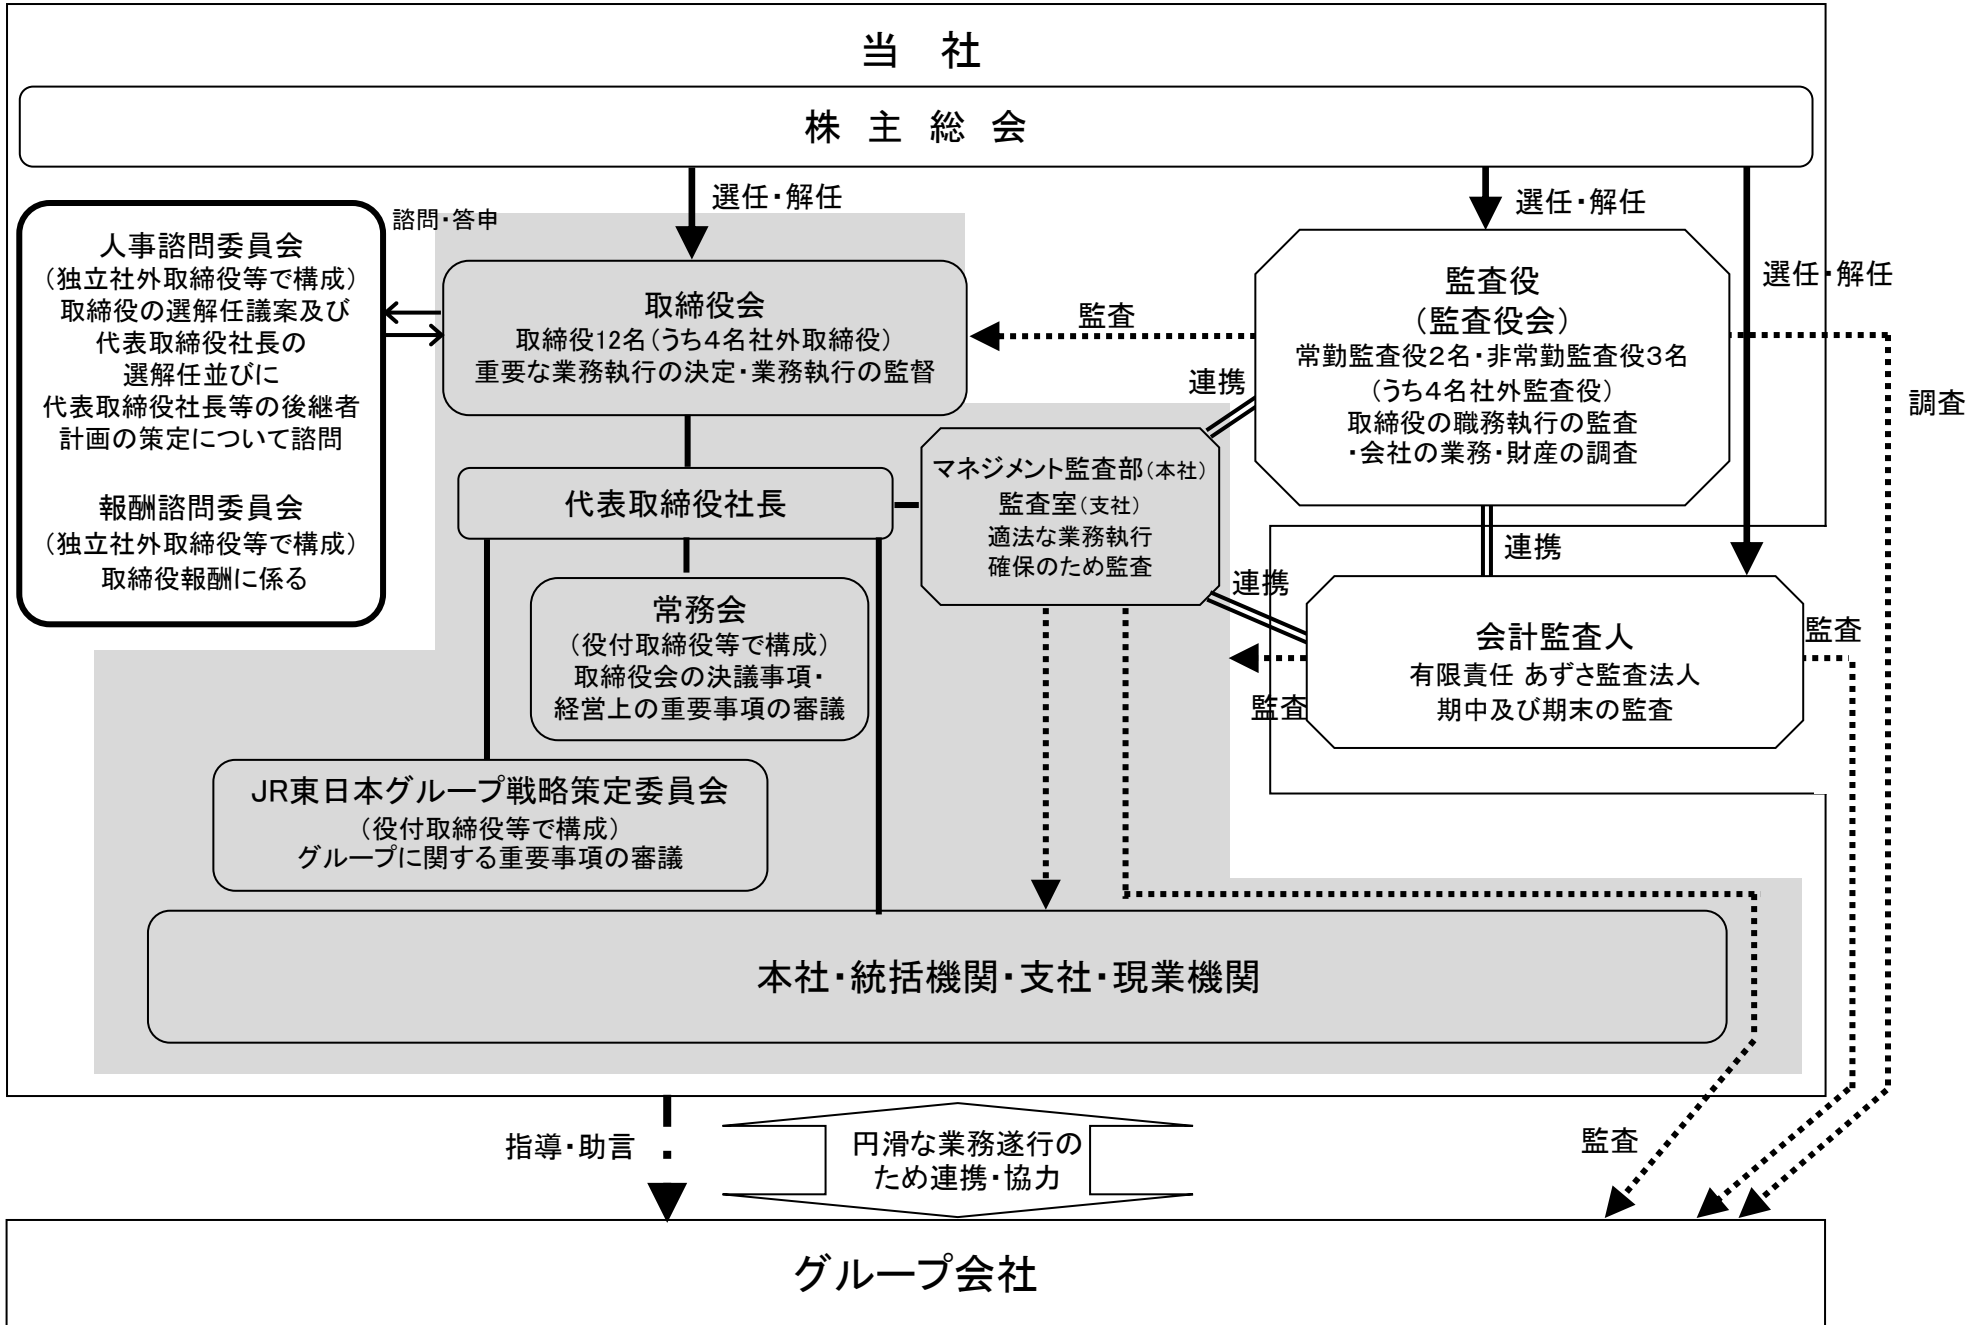 当 社
株 主 総 会
選任・解任
選任・解任
選任・解任
諮問・答申
人事諮問委員会
（独立社外取締役等で構成）
取締役の選解任議案及び
代表取締役社長の
選解任並びに
代表取締役社長等の後継者
計画の策定について諮問
報酬諮問委員会
（独立社外取締役等で構成）
取締役報酬に係る
取締役会
取締役12名（うち４名社外取締役）
重要な業務執行の決定・業務執行の監督
監査
監査役
（監査役会）
常勤監査役２名・非常勤監査役３名
（うち４名社外監査役）
取締役の職務執行の監査
・会社の業務・財産の調査
調査
連携
代表取締役社長
マネジメント監査部（本社）
監査室（支社）
適法な業務執行
確保のため監査
連携
連携
常務会
（役付取締役等で構成）
取締役会の決議事項・
経営上の重要事項の審議
会計監査人
有限責任 あずさ監査法人
期中及び期末の監査
監査
監査
JR東日本グループ戦略策定委員会
（役付取締役等で構成）
グループに関する重要事項の審議
本社・統括機関・支社・現業機関
指導・助言
円滑な業務遂行の
ため連携・協力
監査
グループ会社